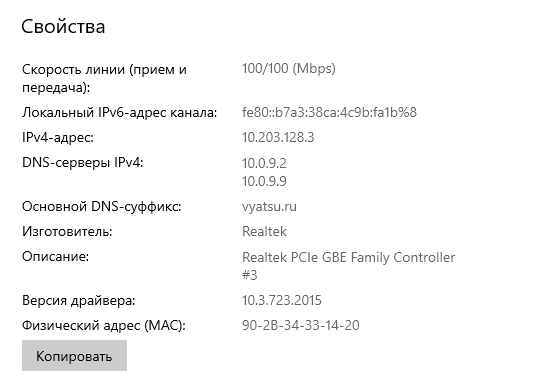 Свойства
Скорость линии (прием и 100/100 (Mbps)
передача):
Локальный IPv6-адрес канала: fe80::b7a3:38ca:4c9b:fa1b%8
IPv4-адрес: 10.203.128.3
DNS-серверы IPv4: 10.0.9.2
10.0.9.9
Основной DNS-суффикс: vyatsu.ru
Изготовитель: Realtek
Описание: Realtek PCIe GBE Family Controller
#3
Версия драйвера: 10.3.723.2015
Физический адрес (MAC): 90-2B-34-33-14-20
Копировать